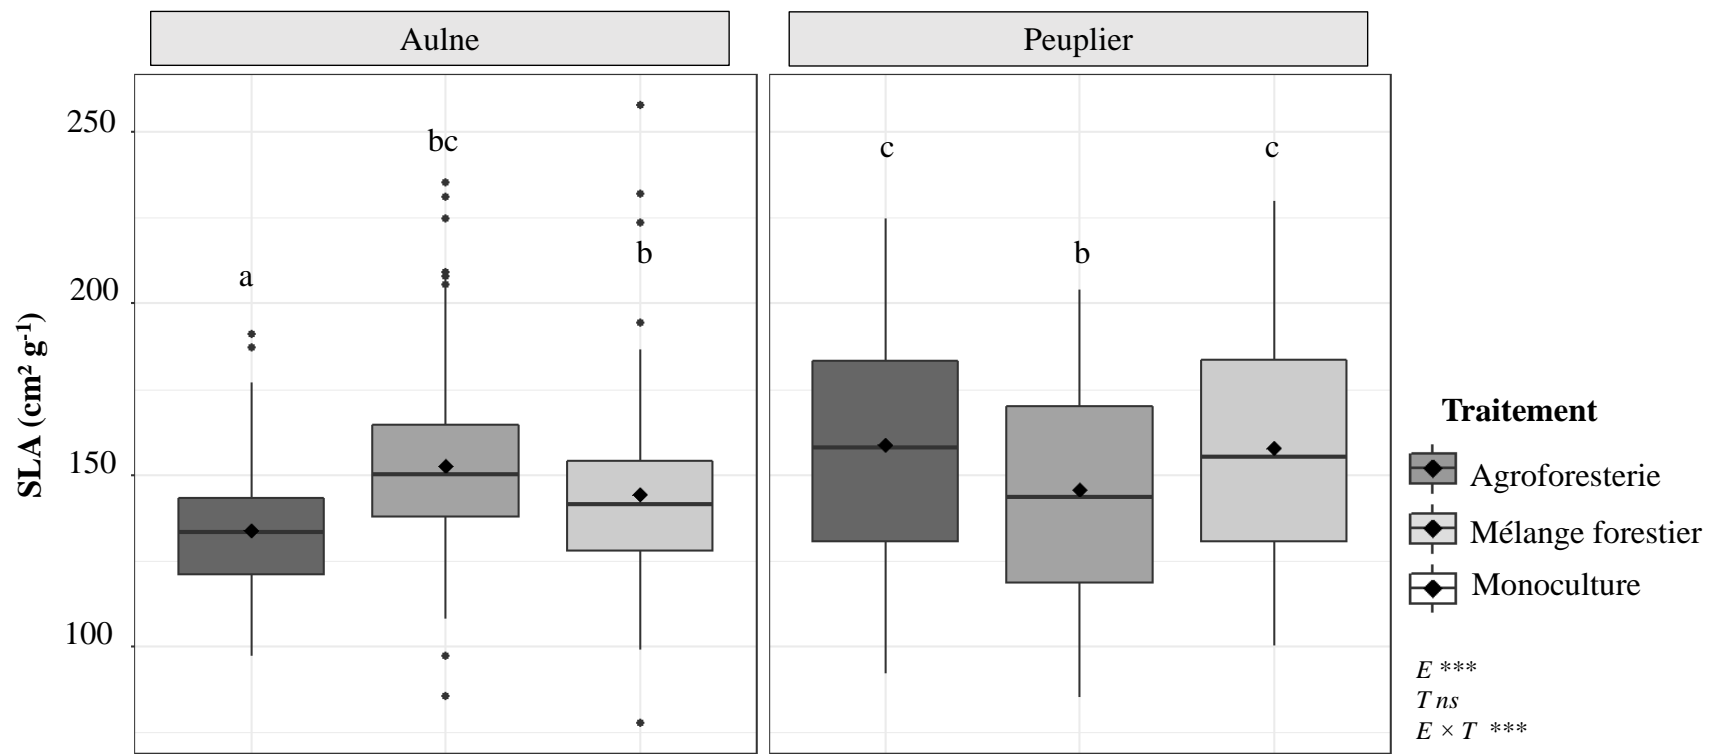 Aulne
Peuplier
SLA (cm² g⁻¹)
250
200
150
100
a
bc
b
c
b
c
Traitement
Agroforesterie
Mélange forestier
Monoculture
E ***
T ns
E × T ***